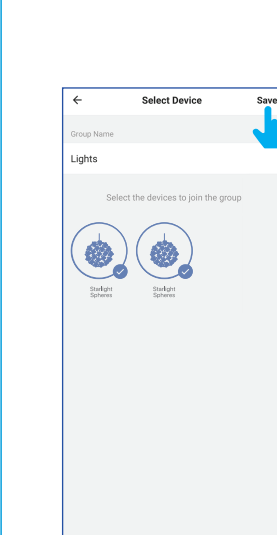 Select Device Save
Group Name
Lights
Select the devices to join the group
Starlight Starlight
Spheres Spheres